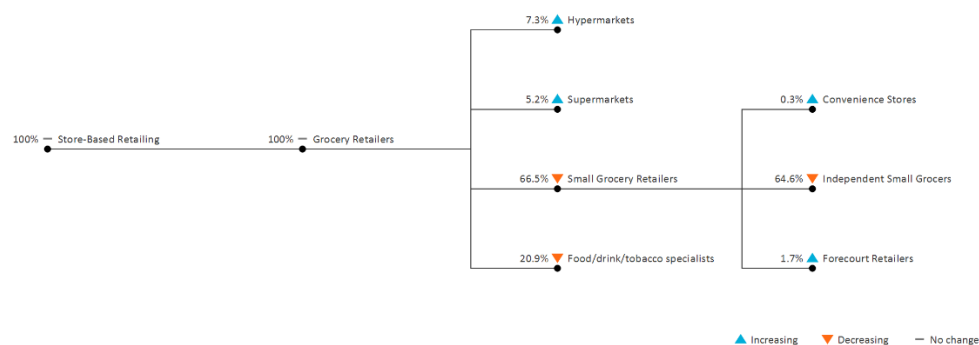 7.3% Hypermarkets
5.2% Supermarkets
0.3% Convenience Stores
100% Store-Based Retailing
100% Grocery Retailers
66.5% Small Grocery Retailers
64.6% Independent Small Grocers
20.9% Food/drink/tobacco specialists
1.7% Forecourt Retailers
Increasing
Decreasing
No change